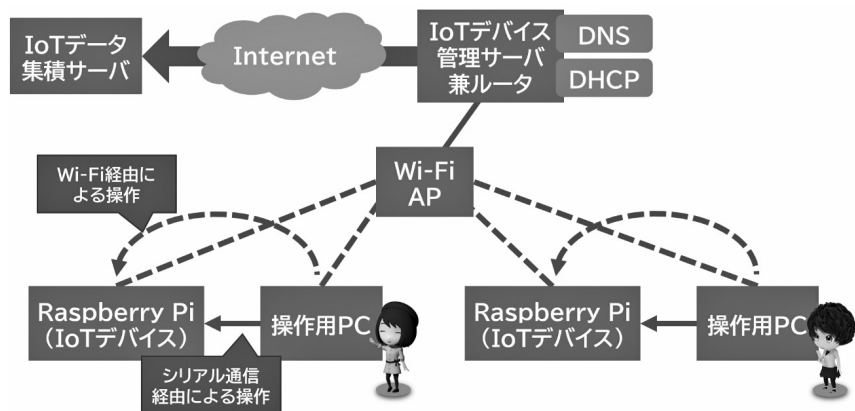 IoTデータ
集積サーバ
Internet
IoTデバイス
管理サーバ
兼ルータ
DNS
DHCP
Wi-Fi経由に
よる操作
Wi-Fi
AP
Raspberry Pi
（IoTデバイス）
操作用PC
Raspberry Pi
（IoTデバイス）
操作用PC
シリアル通信
経由による操作